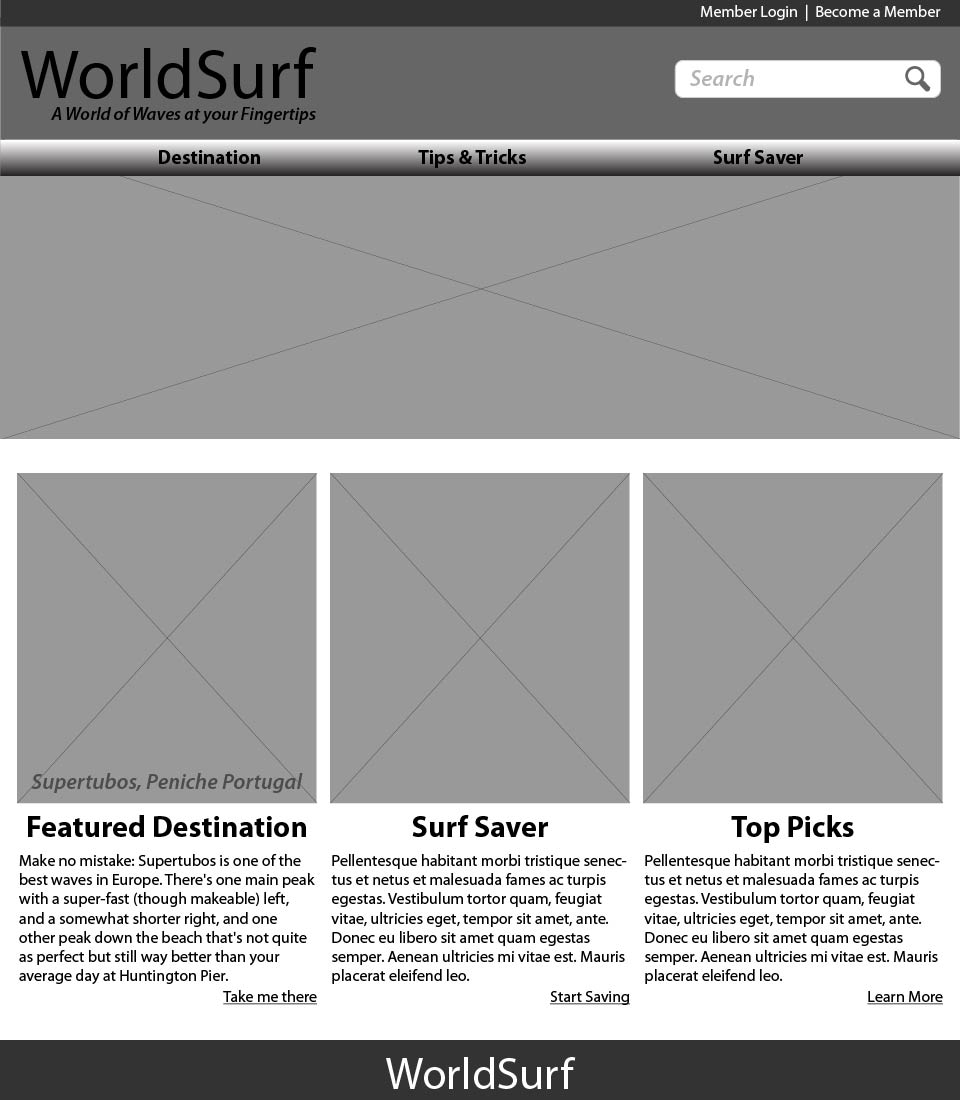 Member Login | Become a Member
WorldSurf
A World of Waves at your Fingertips
Search
Destination
Tips & Tricks
Surf Saver
Supertubos, Peniche Portugal
Featured Destination
Make no mistake: Supertubos is one of the
best waves in Europe. There's one main peak
with a super-fast (though makeable) left,
and a somewhat shorter right, and one
other peak down the beach that's not quite
as perfect but still way better than your
average day at Huntington Pier.
Take me there
Surf Saver
Pellentesque habitant morbi tristique senec-
tus et netus et malesuada fames ac turpis
egestas. Vestibulum tortor quam, feugiat
vitae, ultricies eget, tempor sit amet, ante.
Donec eu libero sit amet quam egestas
semper. Aenean ultricies mi vitae est. Mauris
placerat eleifend leo.
Start Saving
Top Picks
Pellentesque habitant morbi tristique senec-
tus et netus et malesuada fames ac turpis
egestas. Vestibulum tortor quam, feugiat
vitae, ultricies eget, tempor sit amet, ante.
Donec eu libero sit amet quam egestas
semper. Aenean ultricies mi vitae est. Mauris
placerat eleifend leo.
Learn More
WorldSurf